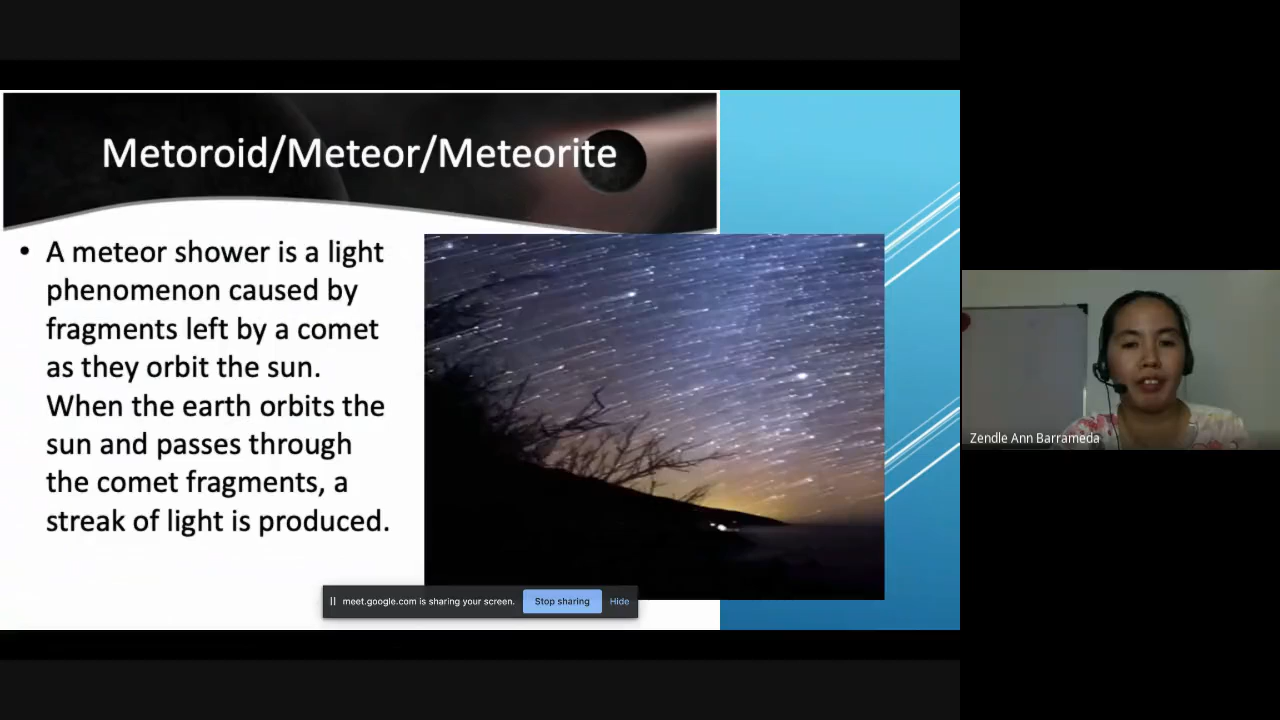 Metoroid/Meteor/Meteorite
• A meteor shower is a light
phenomenon caused by
fragments left by a comet
as they orbit the sun.
When the earth orbits the
sun and passes through
the comet fragments, a
streak of light is produced.
meet.google.com is sharing your screen. Stop sharing Hide
Zendle Ann Barrameda